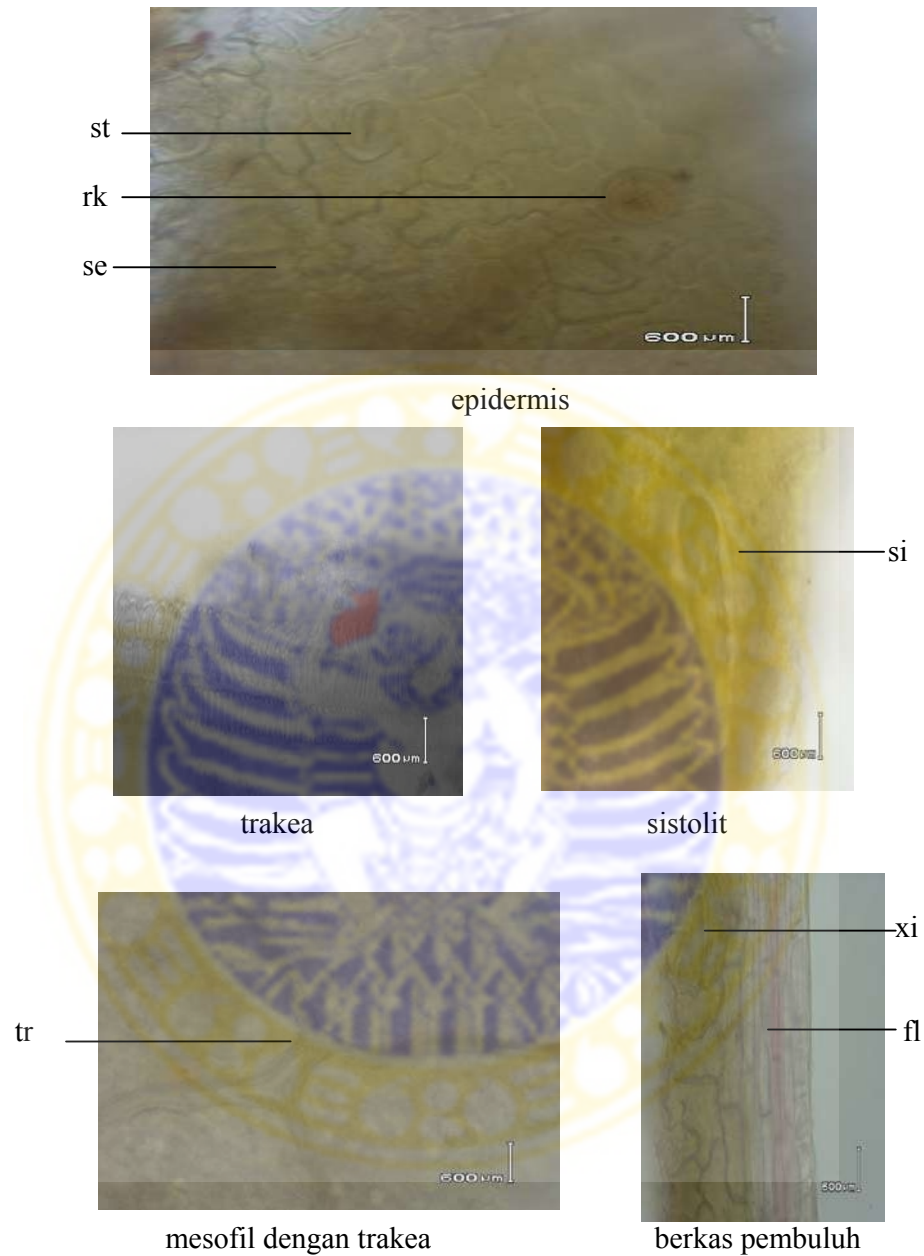 st
rk
se
600 µm
epidermis
600 µm
si
600 µm
trakea
sistolit
xi
tr
fl
600 µm
600 µm
mesofil dengan trakea
berkas pembuluh